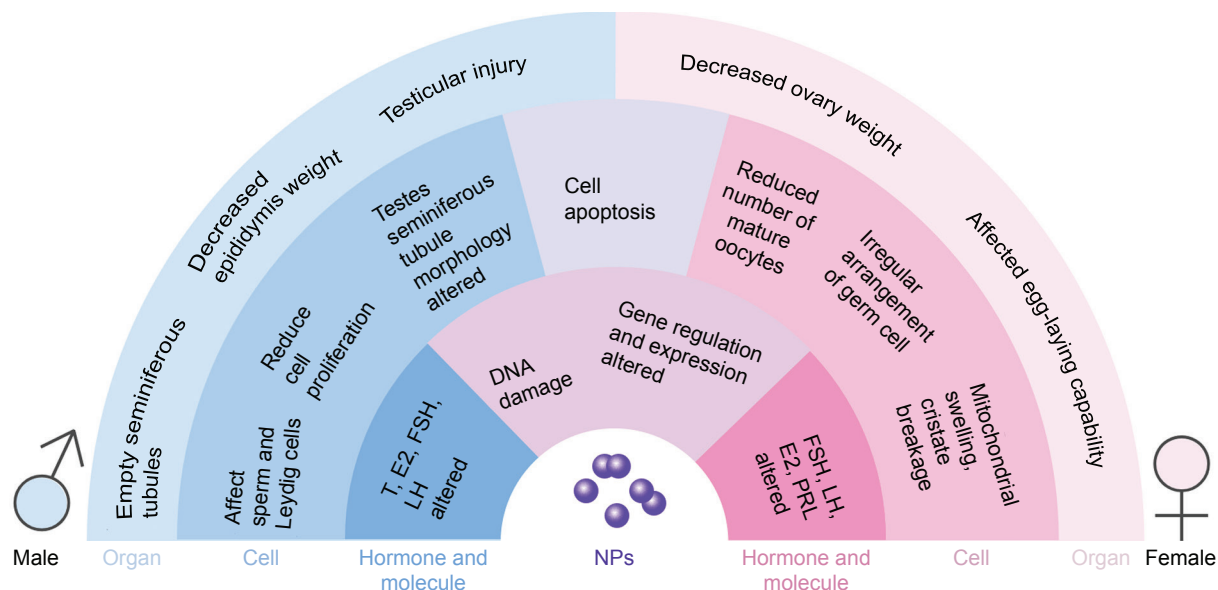 Testicular injury
Decreased
epididymis weight
Empty seminiferous
tubules
Decreased ovary weight
Affected egg-laying capability
Testes
seminiferous
tubule
morphology
altered
Reduce
cell
proliferation
Affect
sperm and
Leydig cells
Cell
apoptosis
Reduced
number of
mature
oocytes
Irregular
arrangement
of germ cell
Mitochondrial
swelling,
cristate
breakage
T, E2, FSH,
LH
altered
DNA
damage
Gene regulation
and expression
altered
FSH, LH,
E2, PRL
altered
Male
Organ
Cell
Hormone and
molecule
NPs
Hormone and
molecule
Cell
Organ
Female